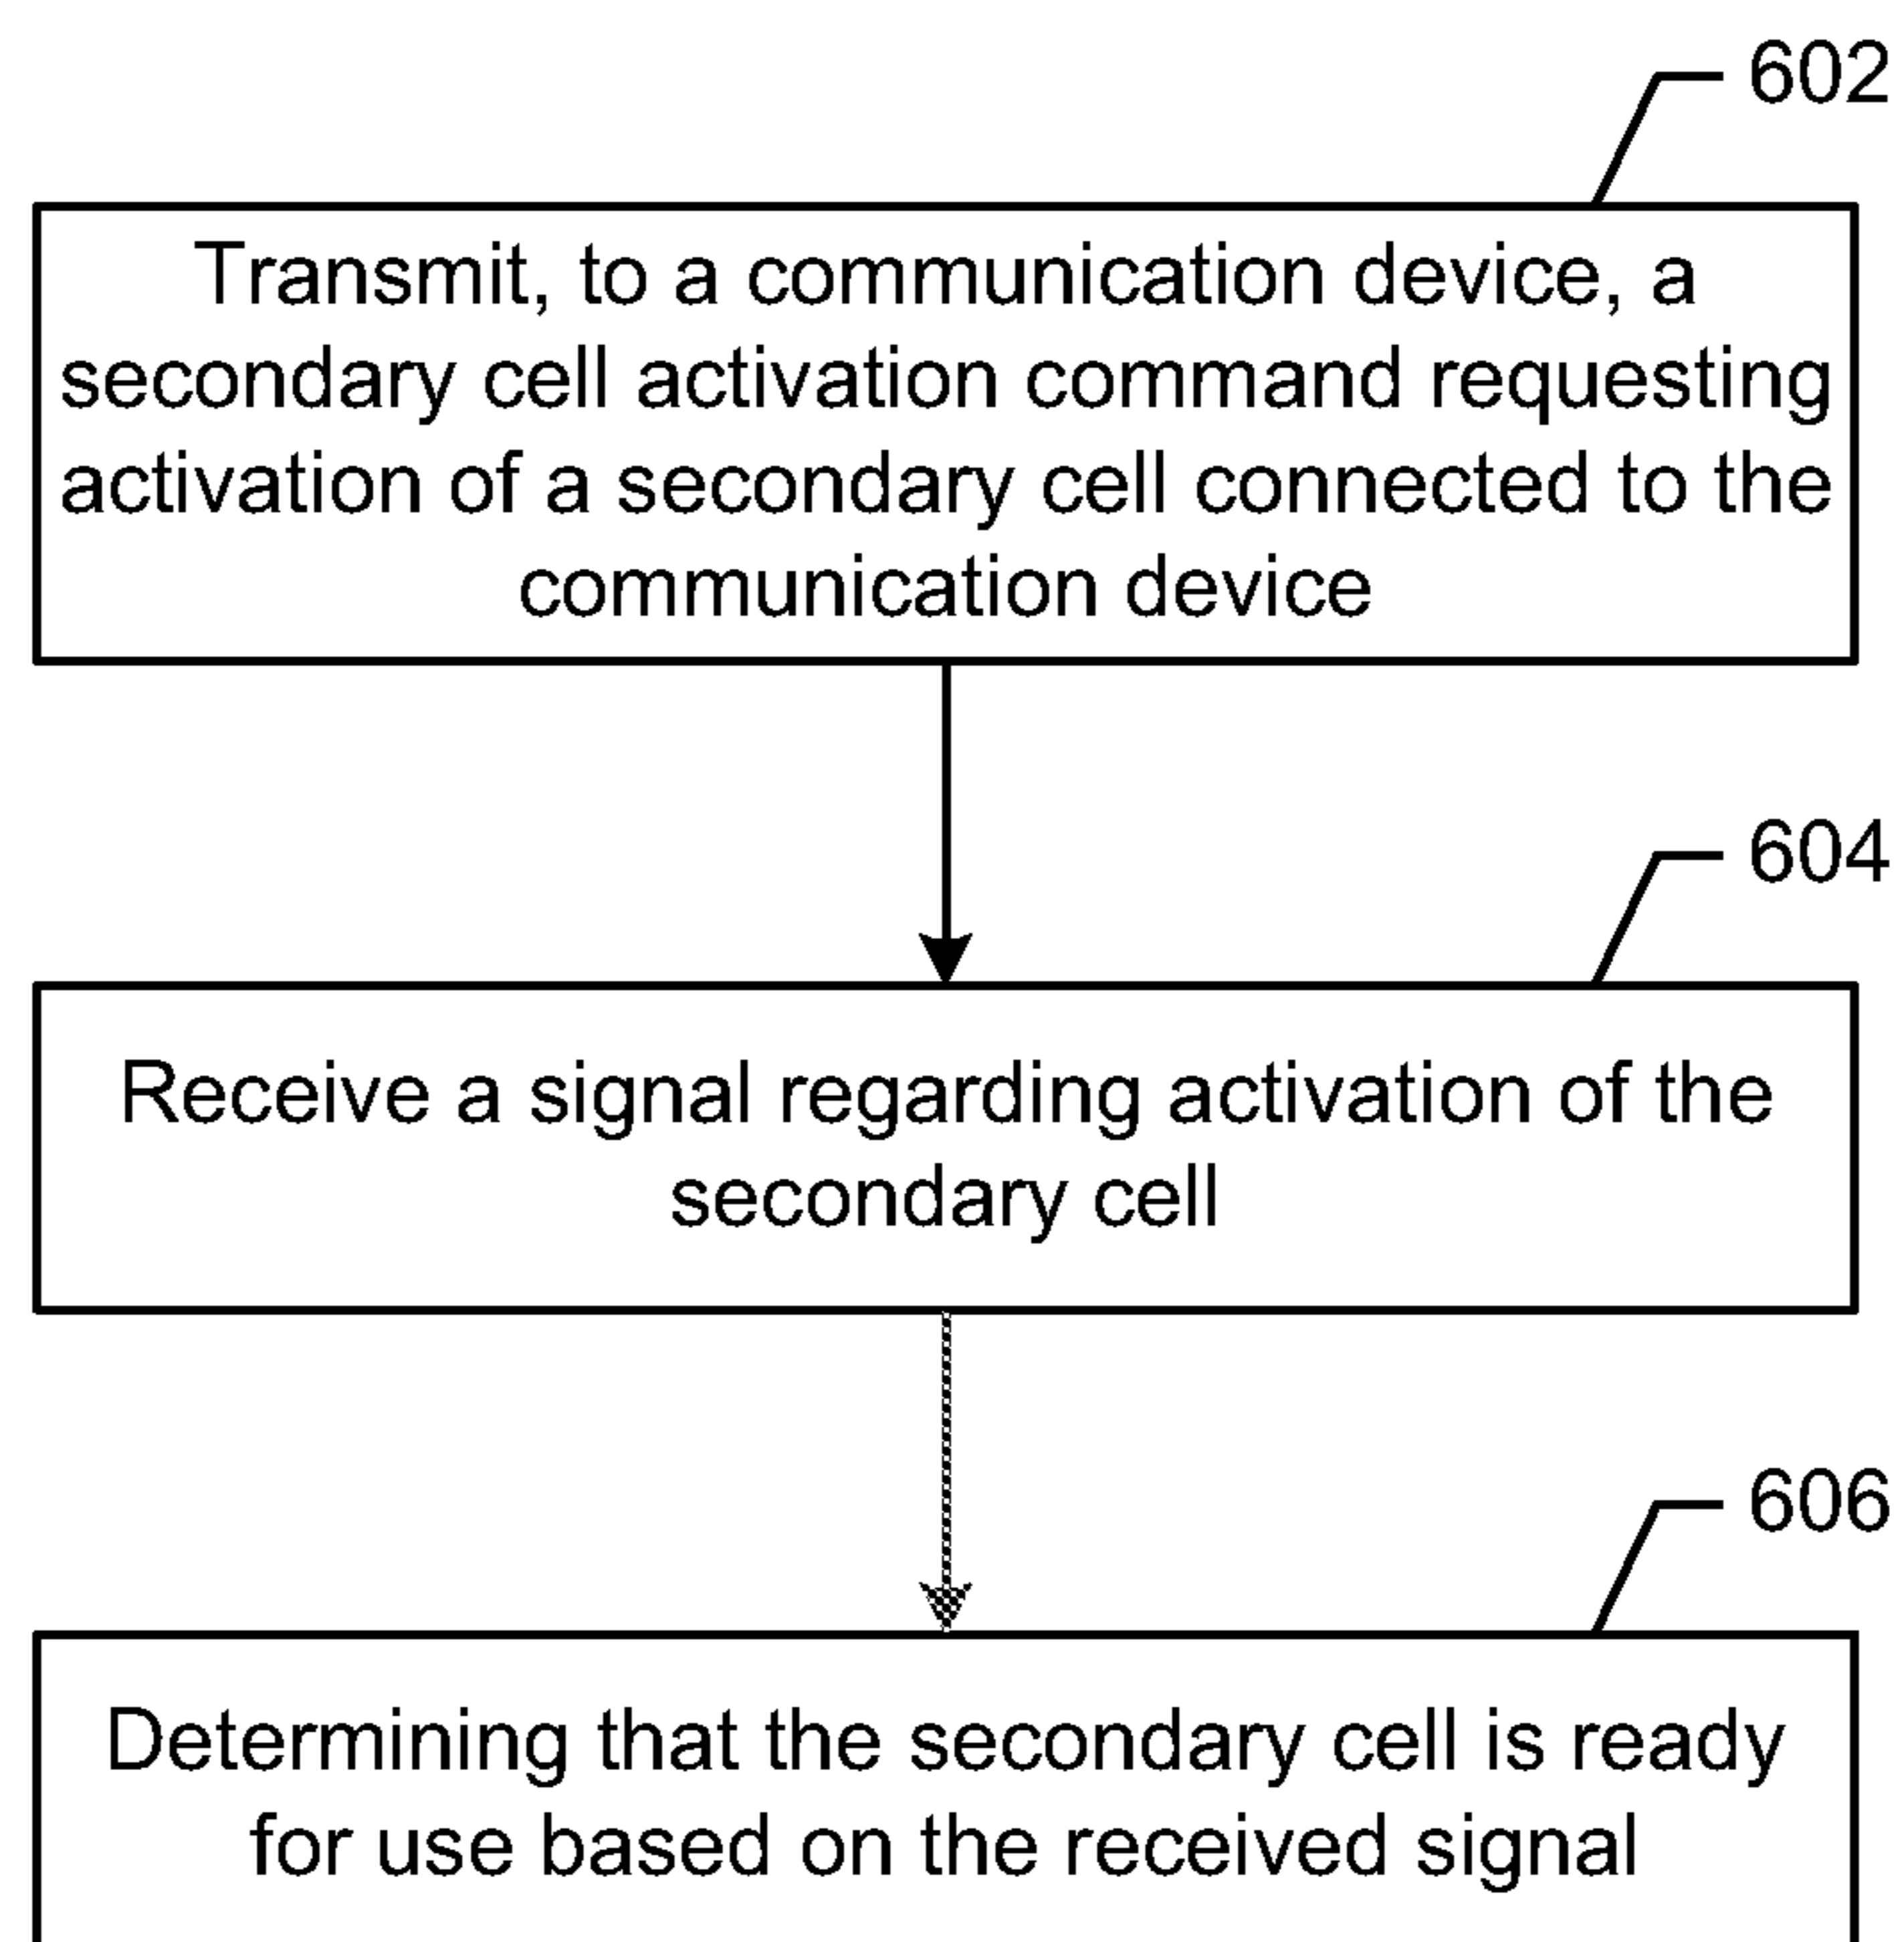 602
Transmit, to a communication device, a
secondary cell activation command requesting
activation of a secondary cell connected to the
communication device
604
Receive a signal regarding activation of the
secondary cell
606
Determining that the secondary cell is ready
for use based on the received signal